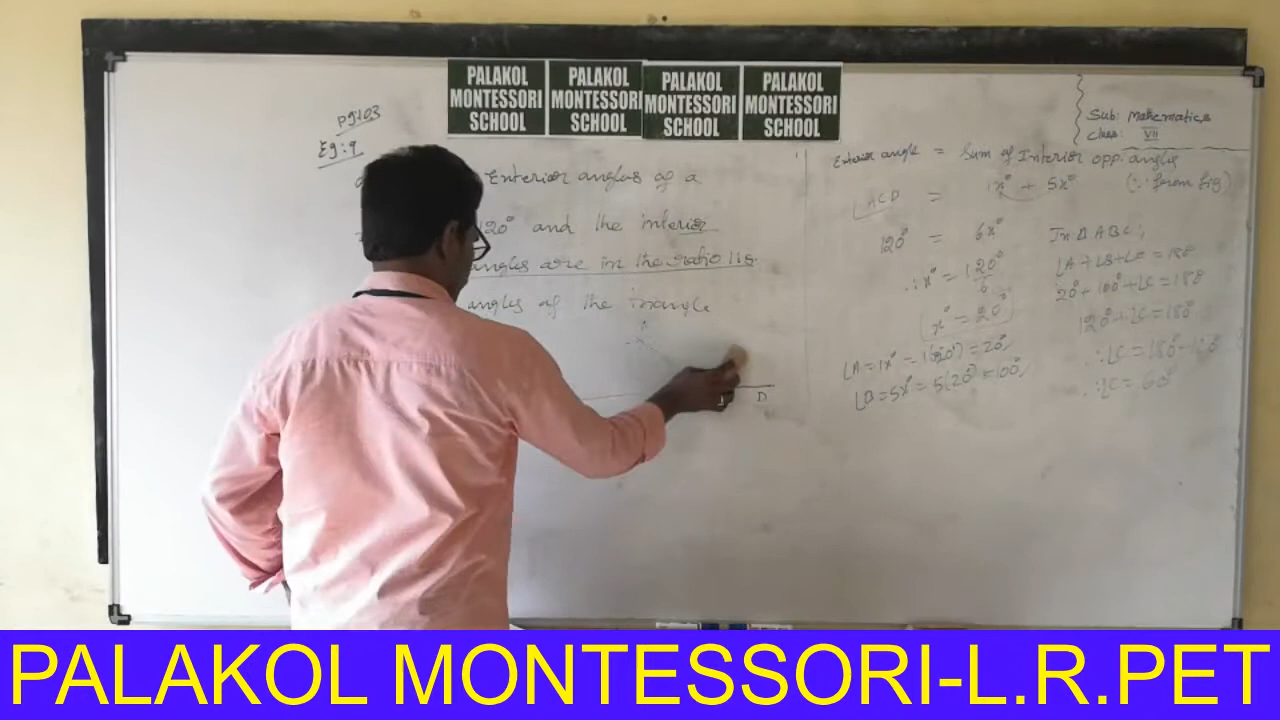 PALAKOL MONTESSORI SCHOOL
PALAKOL MONTESSORI SCHOOL
PALAKOL MONTESSORI SCHOOL
PALAKOL MONTESSORI SCHOOL
Pg:103
Eg:9
Exterior angles of a
120° and the interior
angles are in the ratio 1:5
angles of the triangle
D
Sub: Mathematics
Class: VII
Exterior angle = Sum of Interior opp. angles
∠ACD = 1x° + 5x° (∵ from fig)
120° = 6x°
∴ x° = 120°/6
x° = 20°
∠A = 1x° = 1(20°) = 20°
∠B = 5x° = 5(20°) = 100°
In Δ ABC;
∠A+∠B+∠C = 180
20°+100°+∠C=180
120°+∠C=180°
∴∠C=180°-120°
∴∠C= 60°
PALAKOL MONTESSORI-L.R.PET